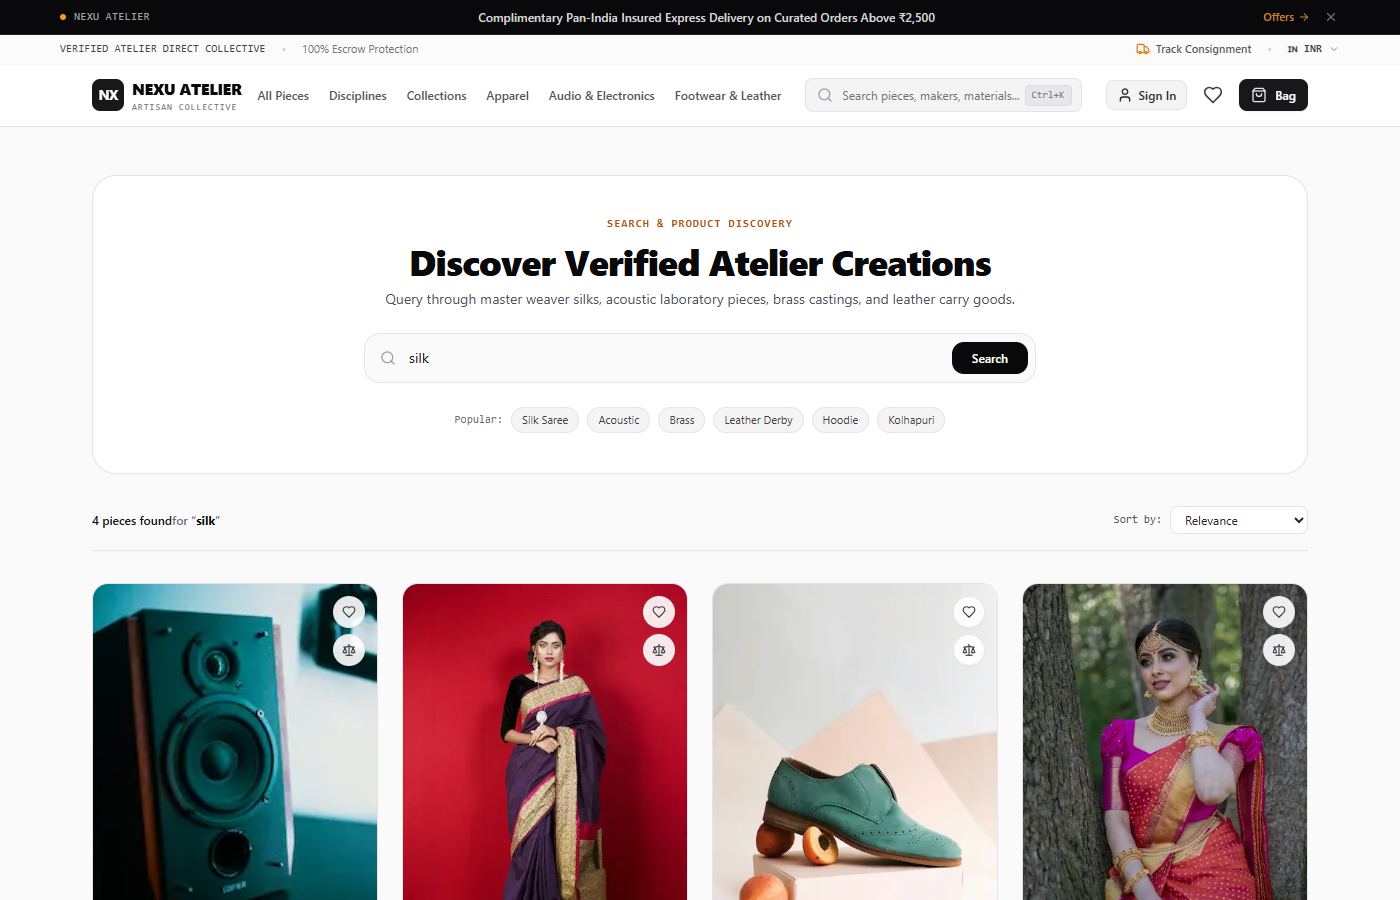 NEXU ATELIER
Complimentary Pan-India Insured Express Delivery on Curated Orders Above ₹2,500
Offers →
VERIFIED ATELIER DIRECT COLLECTIVE • 100% Escrow Protection
Track Consignment • IN INR
NX NEXU ATELIER
ARTISAN COLLECTIVE
All Pieces Disciplines Collections Apparel Audio & Electronics Footwear & Leather
Search pieces, makers, materials... Ctrl+K
Sign In
Bag
SEARCH & PRODUCT DISCOVERY
Discover Verified Atelier Creations
Query through master weaver silks, acoustic laboratory pieces, brass castings, and leather carry goods.
silk Search
Popular: Silk Saree Acoustic Brass Leather Derby Hoodie Kolhapuri
4 pieces foundfor “silk”
Sort by: Relevance
EDIFIER